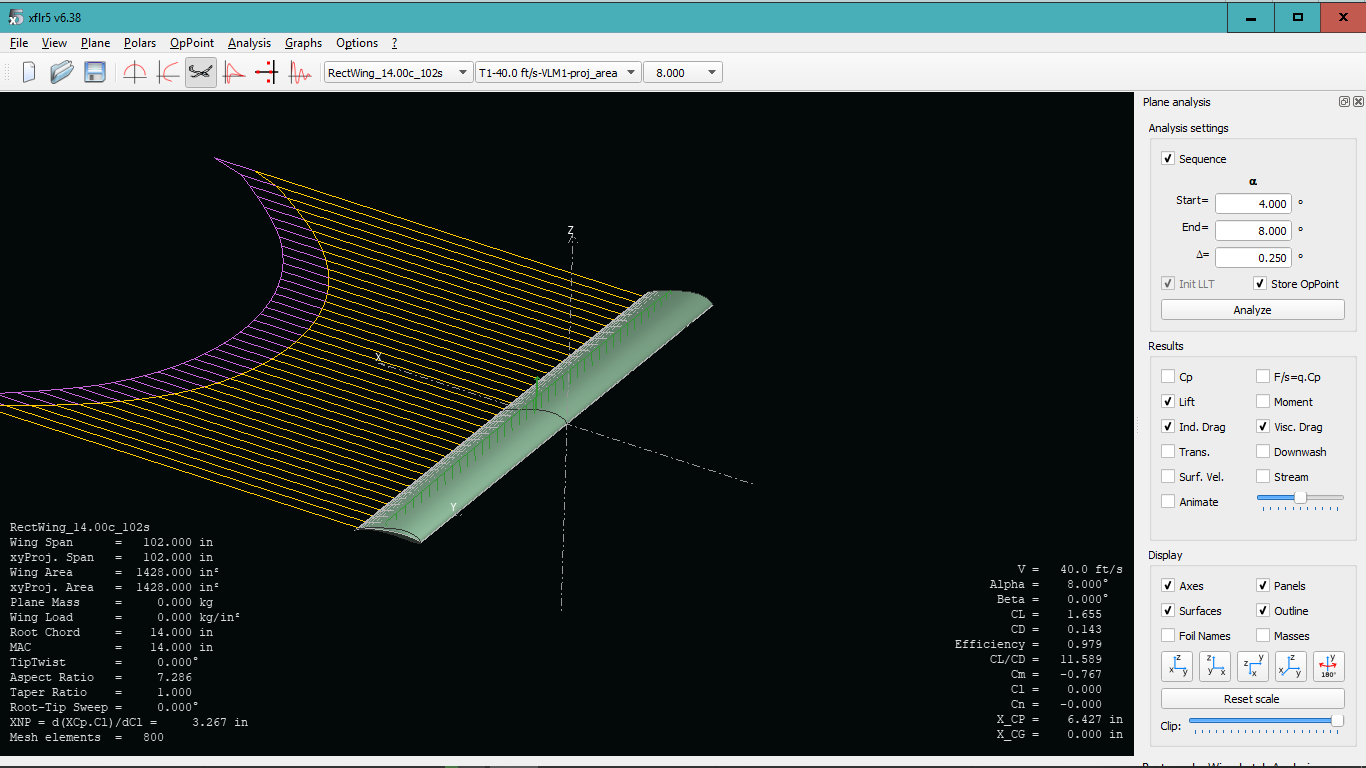 xflr5 v6.38
File View Plane Polars OpPoint Analysis Graphs Options ?
RectWing_14.00c_102s T1-40.0 ft/s-VLM1-proj_area 8.000
Z
X
Y
RectWing_14.00c_102s
Wing Span = 102.000 in
xyProj. Span = 102.000 in
Wing Area = 1428.000 in²
xyProj. Area = 1428.000 in²
Plane Mass = 0.000 kg
Wing Load = 0.000 kg/in²
Root Chord = 14.000 in
MAC = 14.000 in
TipTwist = 0.000°
Aspect Ratio = 7.286
Taper Ratio = 1.000
Root-Tip Sweep = 0.000°
XNP = d(XCp.Cl)/dCl = 3.267 in
Mesh elements = 800
V = 40.0 ft/s
Alpha = 8.000°
Beta = 0.000°
CL = 1.655
CD = 0.143
Efficiency = 0.979
CL/CD = 11.589
Cm = -0.767
Cl = 0.000
Cn = -0.000
X_CP = 6.427 in
X_CG = 0.000 in
Plane analysis
Analysis settings
Sequence
α
Start= 4.000 °
End= 8.000 °
Δ= 0.250 °
Init LLT Store OpPoint
Analyze
Results
Cp F/s=q.Cp
Lift Moment
Ind. Drag Visc. Drag
Trans. Downwash
Surf. Vel. Stream
Animate
Display
Axes Panels
Surfaces Outline
Foil Names Masses
z x y z y x y z x z x y y 180°
Reset scale
Clip: